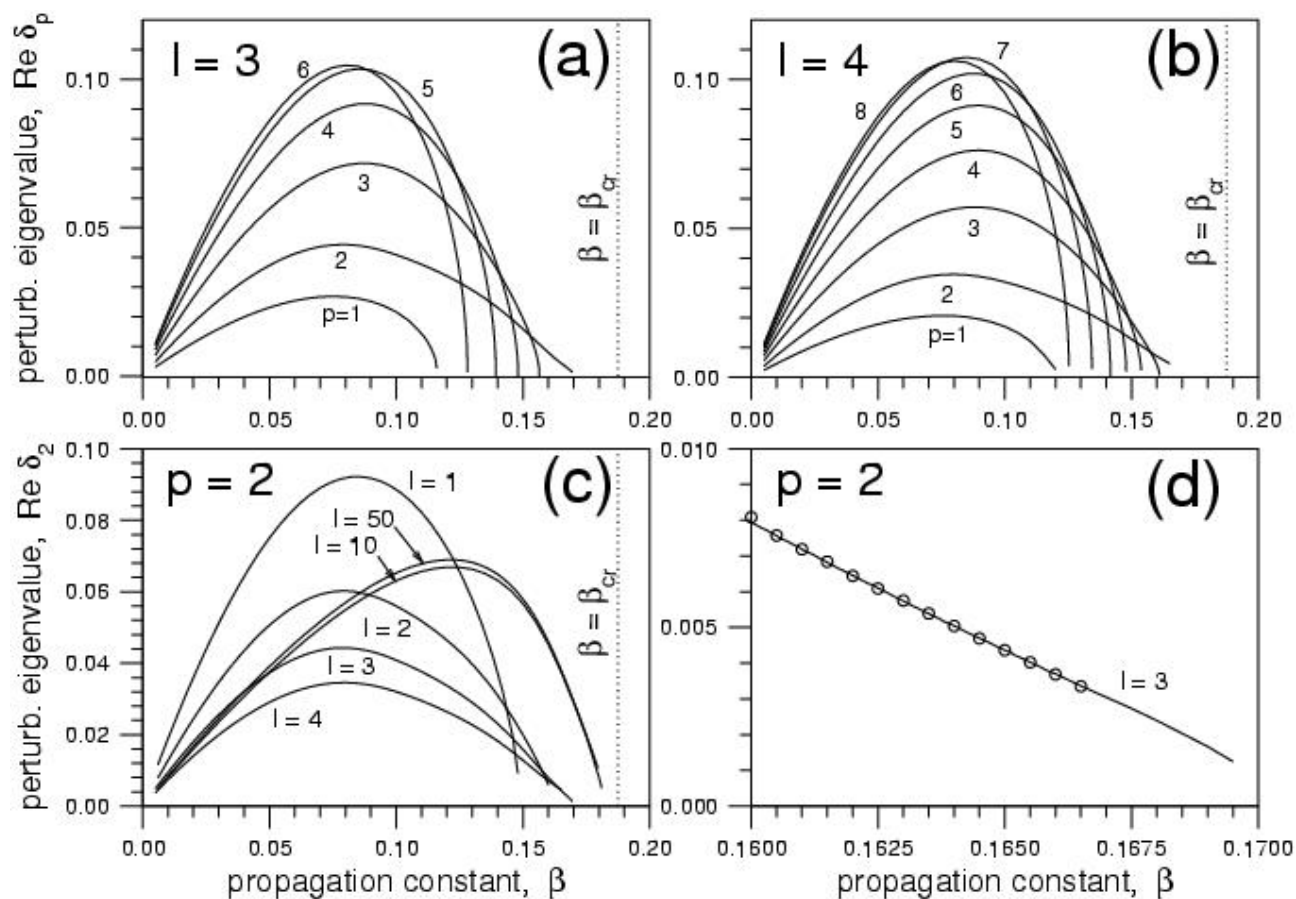 perturb. eigenvalue, Re δp
l = 3
(a)
0.10
0.05
0.00
6
5
4
3
2
p=1
β = βcr
0.00
0.05
0.10
0.15
0.20
l = 4
(b)
0.10
0.05
0.00
8
7
6
5
4
3
2
p=1
β = βcr
0.00
0.05
0.10
0.15
0.20
perturb. eigenvalue, Re δ2
p = 2
(c)
0.10
0.08
0.06
0.04
0.02
0.00
l = 1
l = 50
l = 10
l = 2
l = 3
l = 4
β = βcr
0.00
0.05
0.10
0.15
0.20
propagation constant, β
p = 2
(d)
0.010
0.005
0.000
l = 3
0.1600
0.1625
0.1650
0.1675
0.1700
propagation constant, β